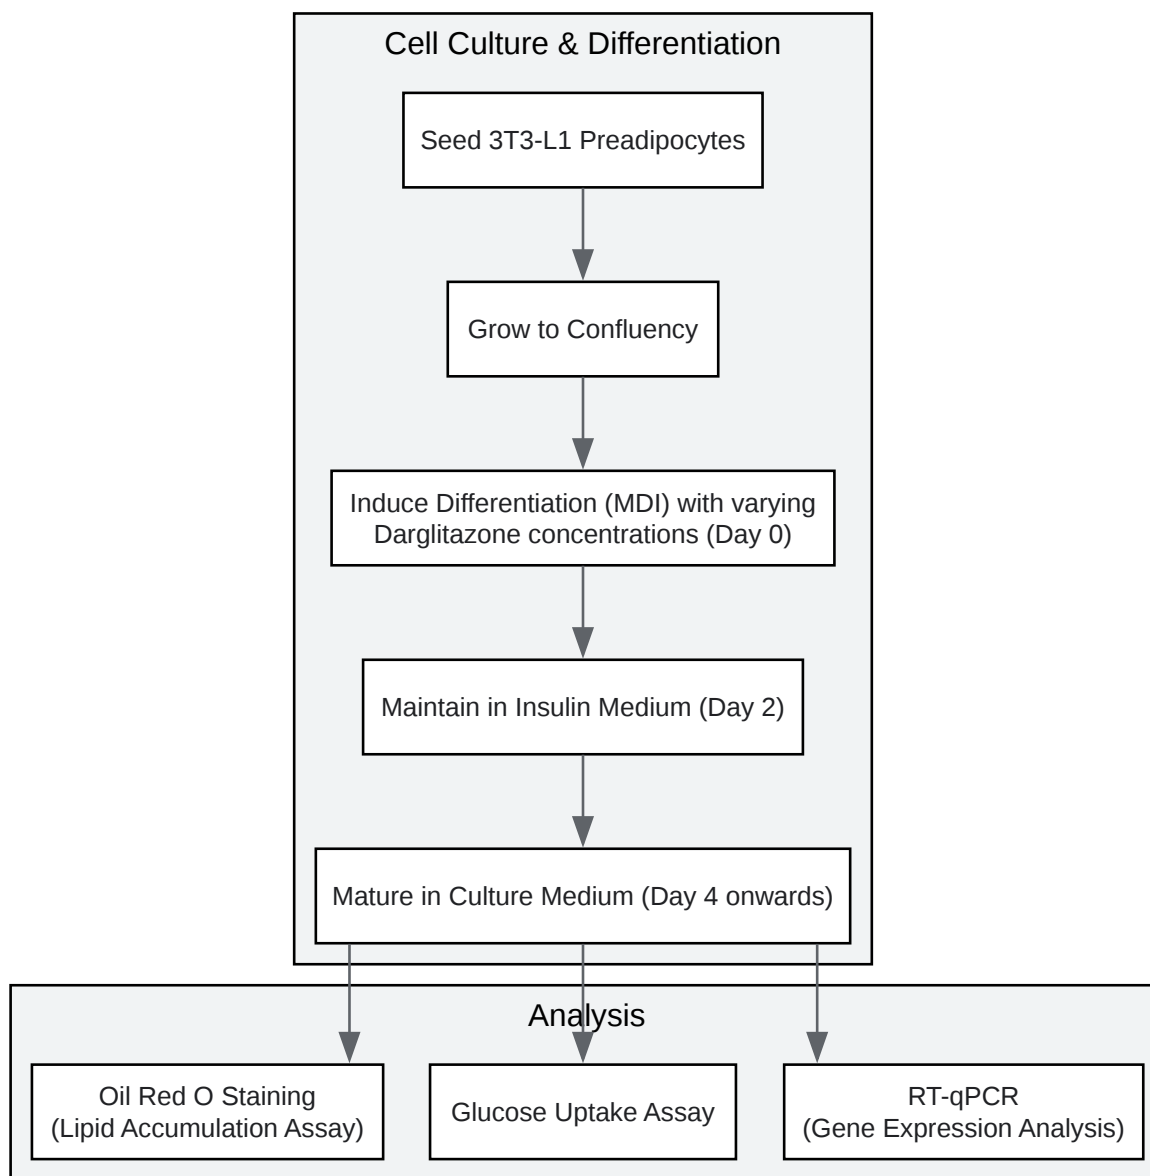 Cell Culture & Differentiation
Seed 3T3-L1 Preadipocytes
Grow to Confluency
Induce Differentiation (MDI) with varying
Darglitazone concentrations (Day 0)
Maintain in Insulin Medium (Day 2)
Mature in Culture Medium (Day 4 onwards)
Analysis
Oil Red O Staining
(Lipid Accumulation Assay)
Glucose Uptake Assay
RT-qPCR
(Gene Expression Analysis)